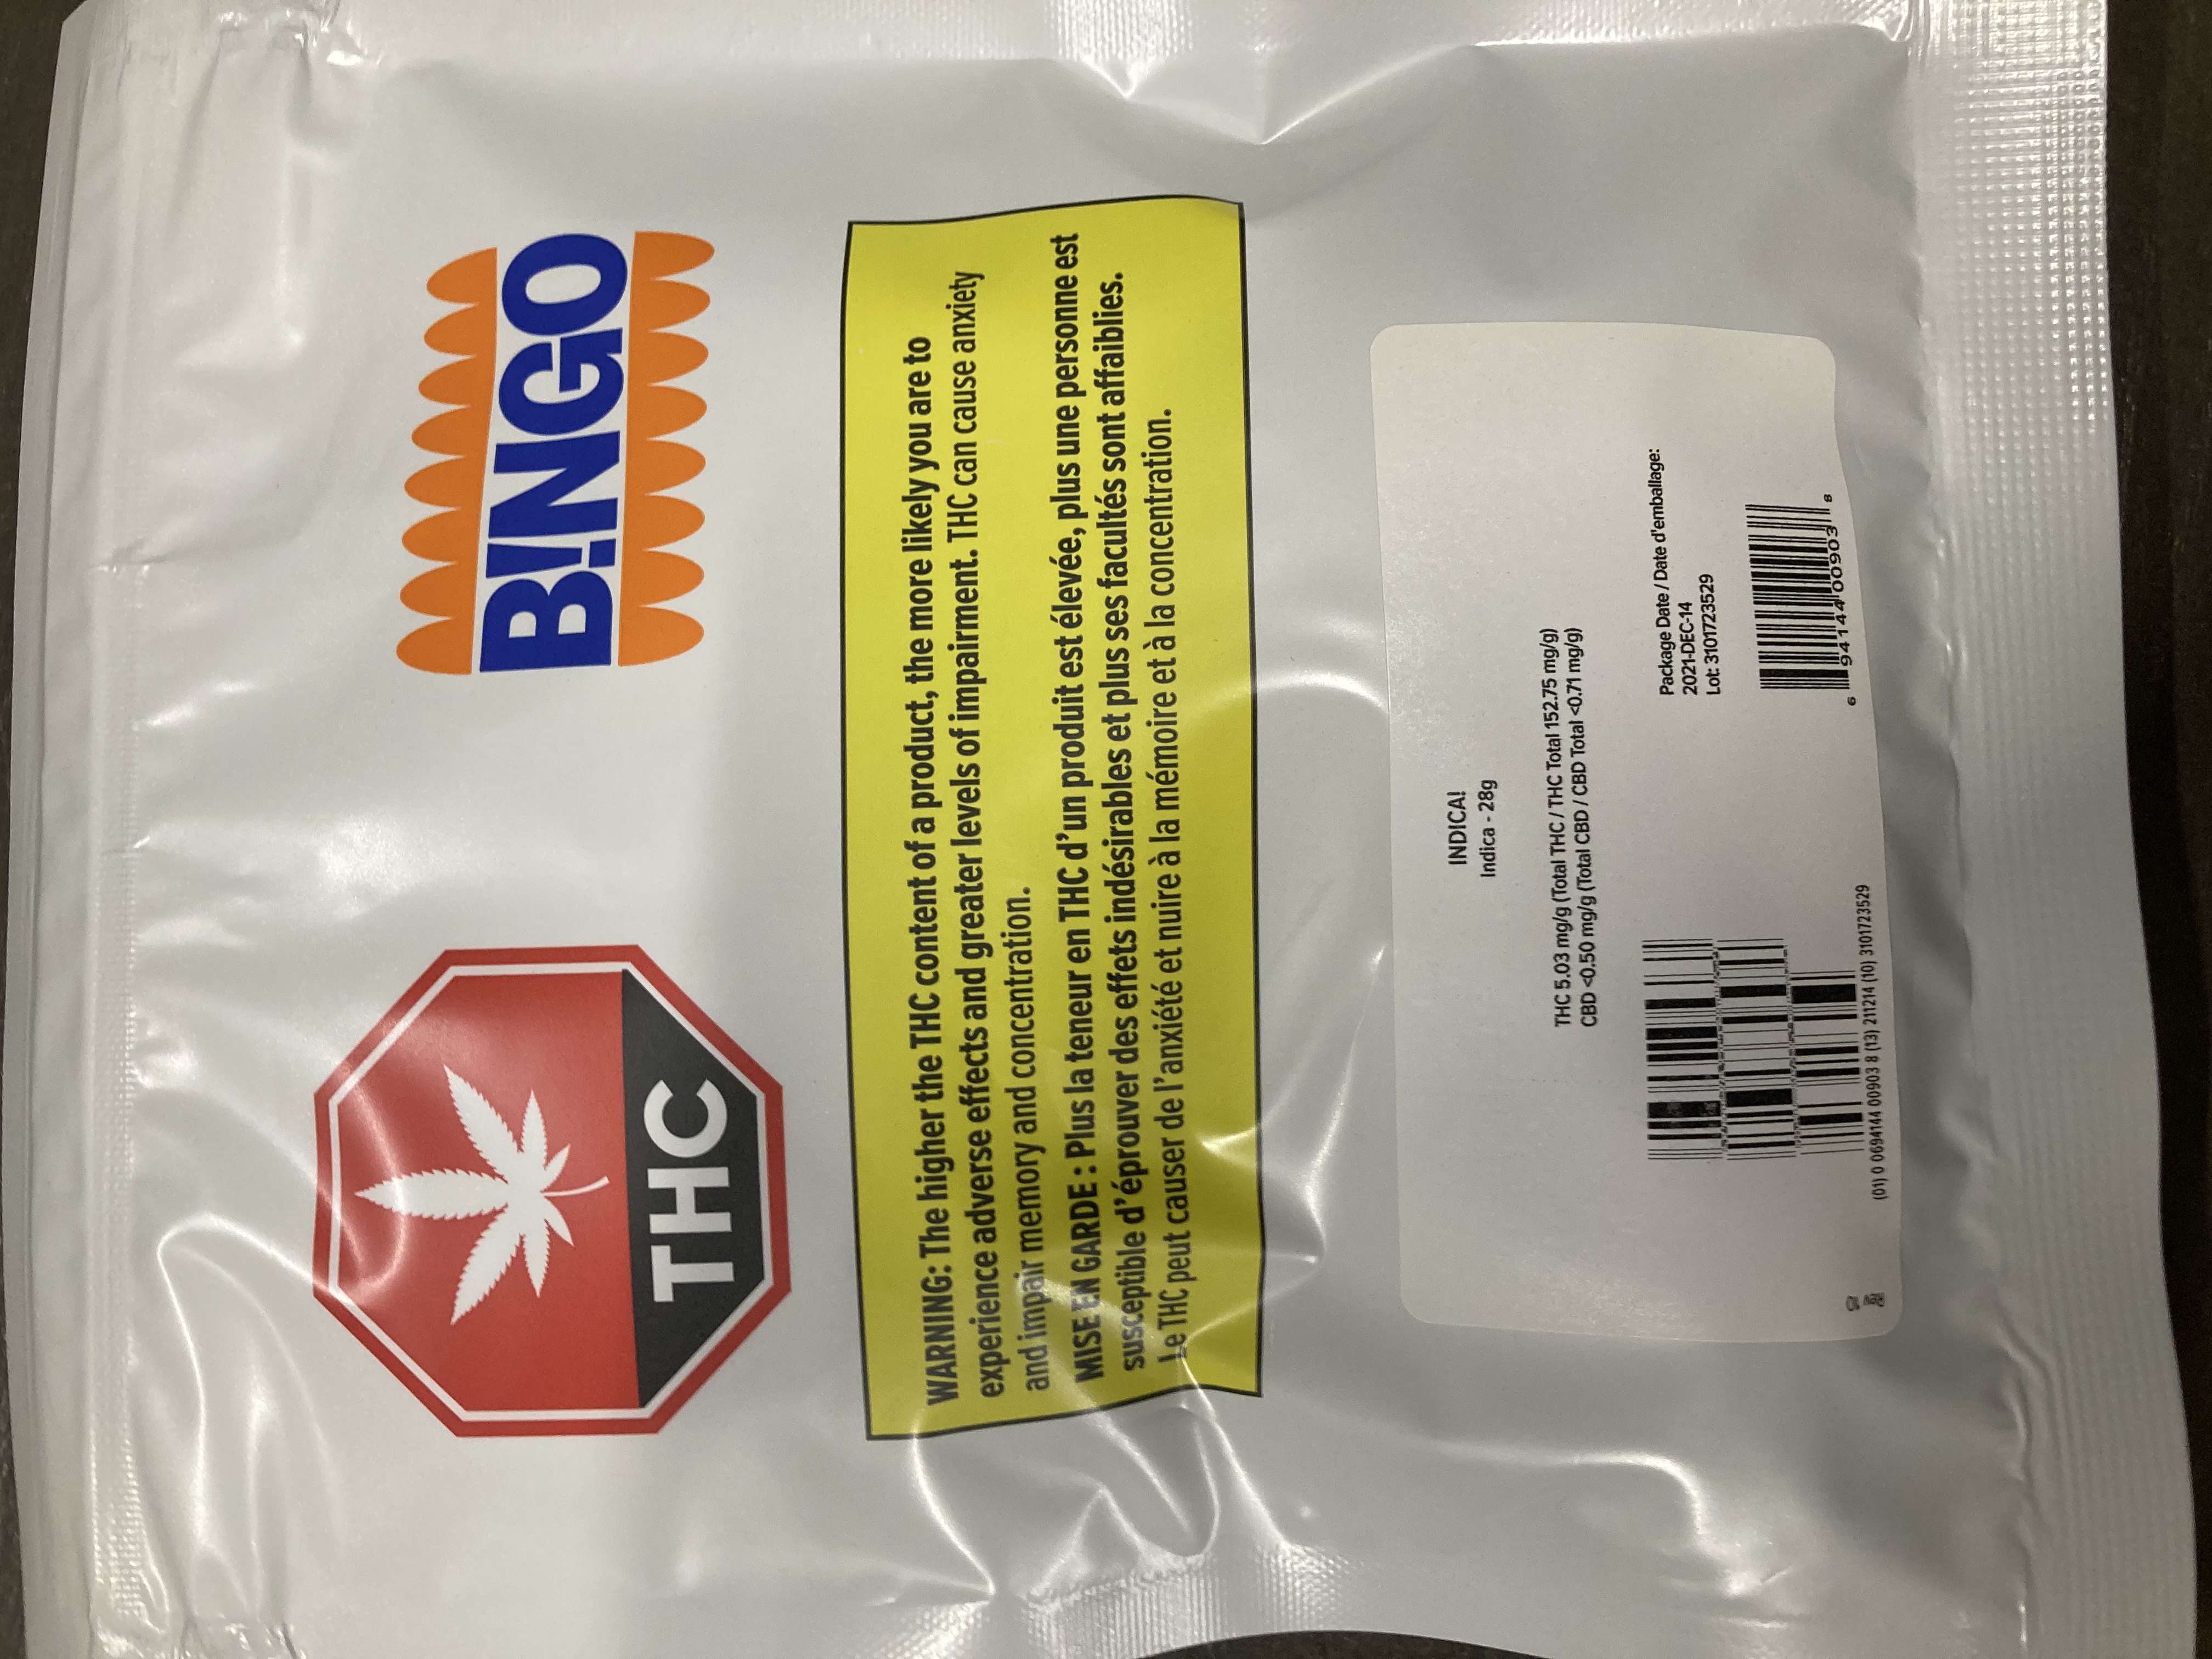 THC
B!NGO
WARNING: The higher the THC content of a product, the more likely you are to
experience adverse effects and greater levels of impairment. THC can cause anxiety
and impair memory and concentration.
MISE EN GARDE : Plus la teneur en THC d'un produit est élevée, plus une personne est
susceptible d'éprouver des effets indésirables et plus ses facultés sont affaiblies.
Le THC peut causer de l'anxiété et nuire à la mémoire et à la concentration.
INDICA!
Indica - 28g
THC 5.03 mg/g (Total THC / THC Total 152.75 mg/g)
CBD <0.50 mg/g (Total CBD / CBD Total <0.71 mg/g)
Package Date / Date d'emballage:
2021-DEC-14
Lot: 3101723529
6 94144 00903 8
Rev 10
(01) 0 0694144 00903 8 (13) 211214 (10) 3101723529